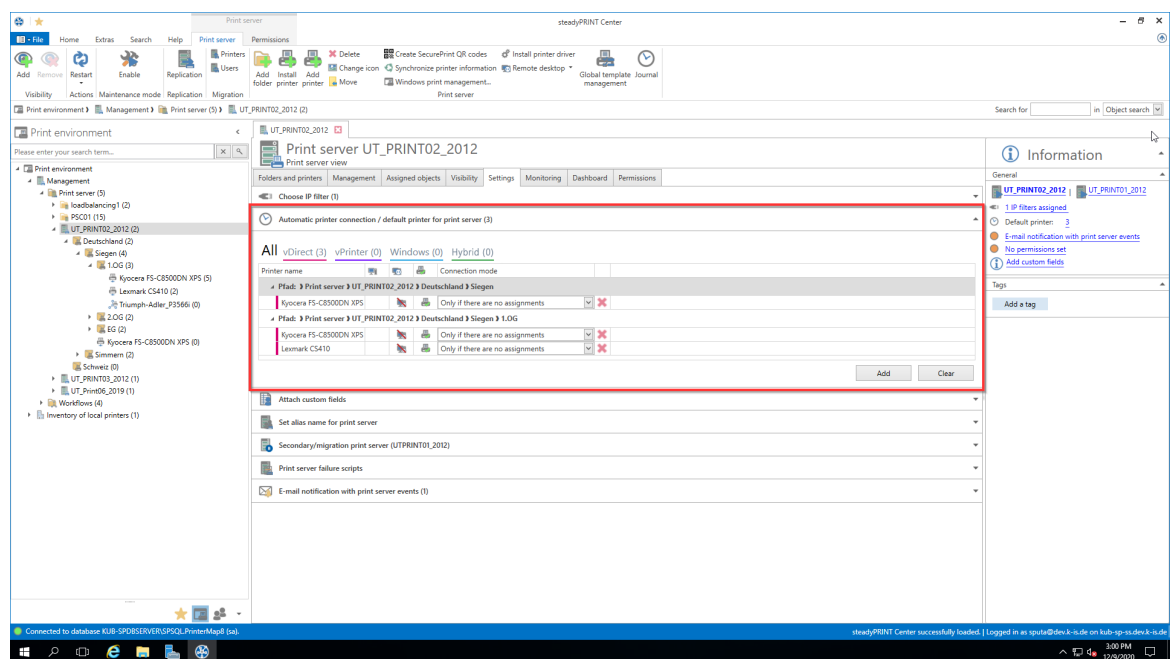 Print server
steadyPRINT Center
File Home Extras Search Help Print server Permissions
Add Remove Restart Enable Replication Printers Users
Add folder Install printer Add printer Delete Change icon Move
Create SecurePrint QR codes Install printer driver
Synchronize printer information Remote desktop
Windows print management...
Global template management Journal
Visibility Actions Maintenance mode Replication Migration Print server
Print environment Management Print server (5) UT_PRINT02_2012 (2)
Search for in Object search
Print environment
Please enter your search term...
Print environment
Management
Print server (5)
loadbalancing1 (2)
PSC01 (15)
UT_PRINT02_2012 (2)
Deutschland (2)
Siegen (4)
1.OG (3)
Kyocera FS-C8500DN XPS (5)
Lexmark CS410 (2)
Triumph-Adler_P3566i (0)
2.OG (2)
EG (2)
Kyocera FS-C8500DN XPS (0)
Simmern (2)
Schweiz (0)
UT_PRINT03_2012 (1)
UT_Print06_2019 (1)
Workflows (4)
Inventory of local printers (1)
UT_PRINT02_2012
Print server UT_PRINT02_2012
Print server view
Folders and printers Management Assigned objects Visibility Settings Monitoring Dashboard Permissions
Choose IP filter (1)
Automatic printer connection / default printer for print server (3)
All vDirect (3) vPrinter (0) Windows (0) Hybrid (0)
Printer name Connection mode
Pfad: Print server UT_PRINT02_2012 Deutschland Siegen
Kyocera FS-C8500DN XPS Only if there are no assignments
Pfad: Print server UT_PRINT02_2012 Deutschland Siegen 1.OG
Kyocera FS-C8500DN XPS Only if there are no assignments
Lexmark CS410 Only if there are no assignments
Add Clear
Attach custom fields
Set alias name for print server
Secondary/migration print server (UTPRINT01_2012)
Print server failure scripts
E-mail notification with print server events (1)
Information
General
UT_PRINT02_2012 | UT_PRINT01_2012
1 IP filters assigned
Default printer: 3
E-mail notification with print server events
No permissions set
Add custom fields
Tags
Add a tag
Connected to database KUB-SPDBSERVER\SPSQL.PrinterMap8 (sa).
steadyPRINT Center successfully loaded. | Logged in as sputa@dev.k-is.de on kub-sp-ss.dev.k-is.de
3:00 PM
12/9/2020